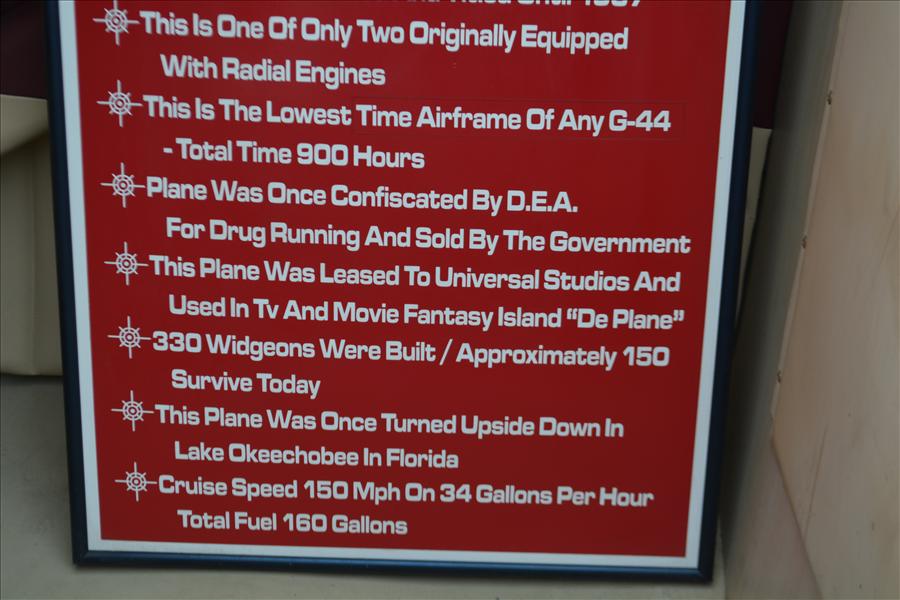 This Is One Of Only Two Originally Equipped
With Radial Engines
This Is The Lowest Time Airframe Of Any G-44
- Total Time 900 Hours
Plane Was Once Confiscated By D.E.A.
For Drug Running And Sold By The Government
This Plane Was Leased To Universal Studios And
Used In Tv And Movie Fantasy Island “De Plane”
330 Widgeons Were Built / Approximately 150
Survive Today
This Plane Was Once Turned Upside Down In
Lake Okeechobee In Florida
Cruise Speed 150 Mph On 34 Gallons Per Hour
Total Fuel 160 Gallons